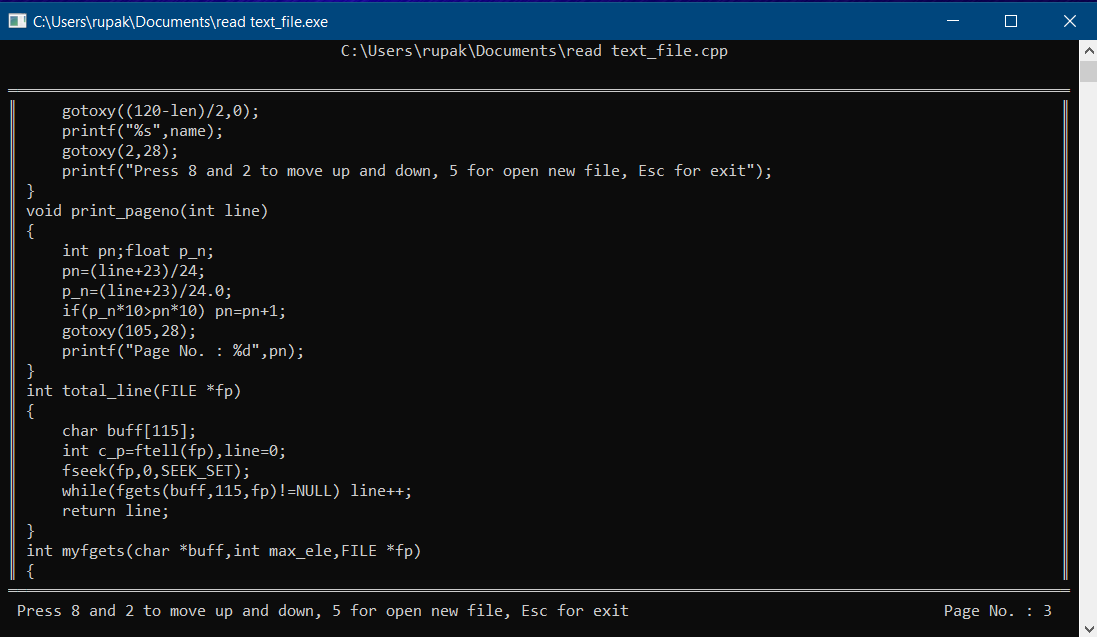 C:\Users\rupak\Documents\read text_file.exe
C:\Users\rupak\Documents\read text_file.cpp
    gotoxy((120-len)/2,0);
    printf("%s",name);
    gotoxy(2,28);
    printf("Press 8 and 2 to move up and down, 5 for open new file, Esc for exit");
}
void print_pageno(int line)
{
    int pn;float p_n;
    pn=(line+23)/24;
    p_n=(line+23)/24.0;
    if(p_n*10>pn*10) pn=pn+1;
    gotoxy(105,28);
    printf("Page No. : %d",pn);
}
int total_line(FILE *fp)
{
    char buff[115];
    int c_p=ftell(fp),line=0;
    fseek(fp,0,SEEK_SET);
    while(fgets(buff,115,fp)!=NULL) line++;
    return line;
}
int myfgets(char *buff,int max_ele,FILE *fp)
{
Press 8 and 2 to move up and down, 5 for open new file, Esc for exit Page No. : 3